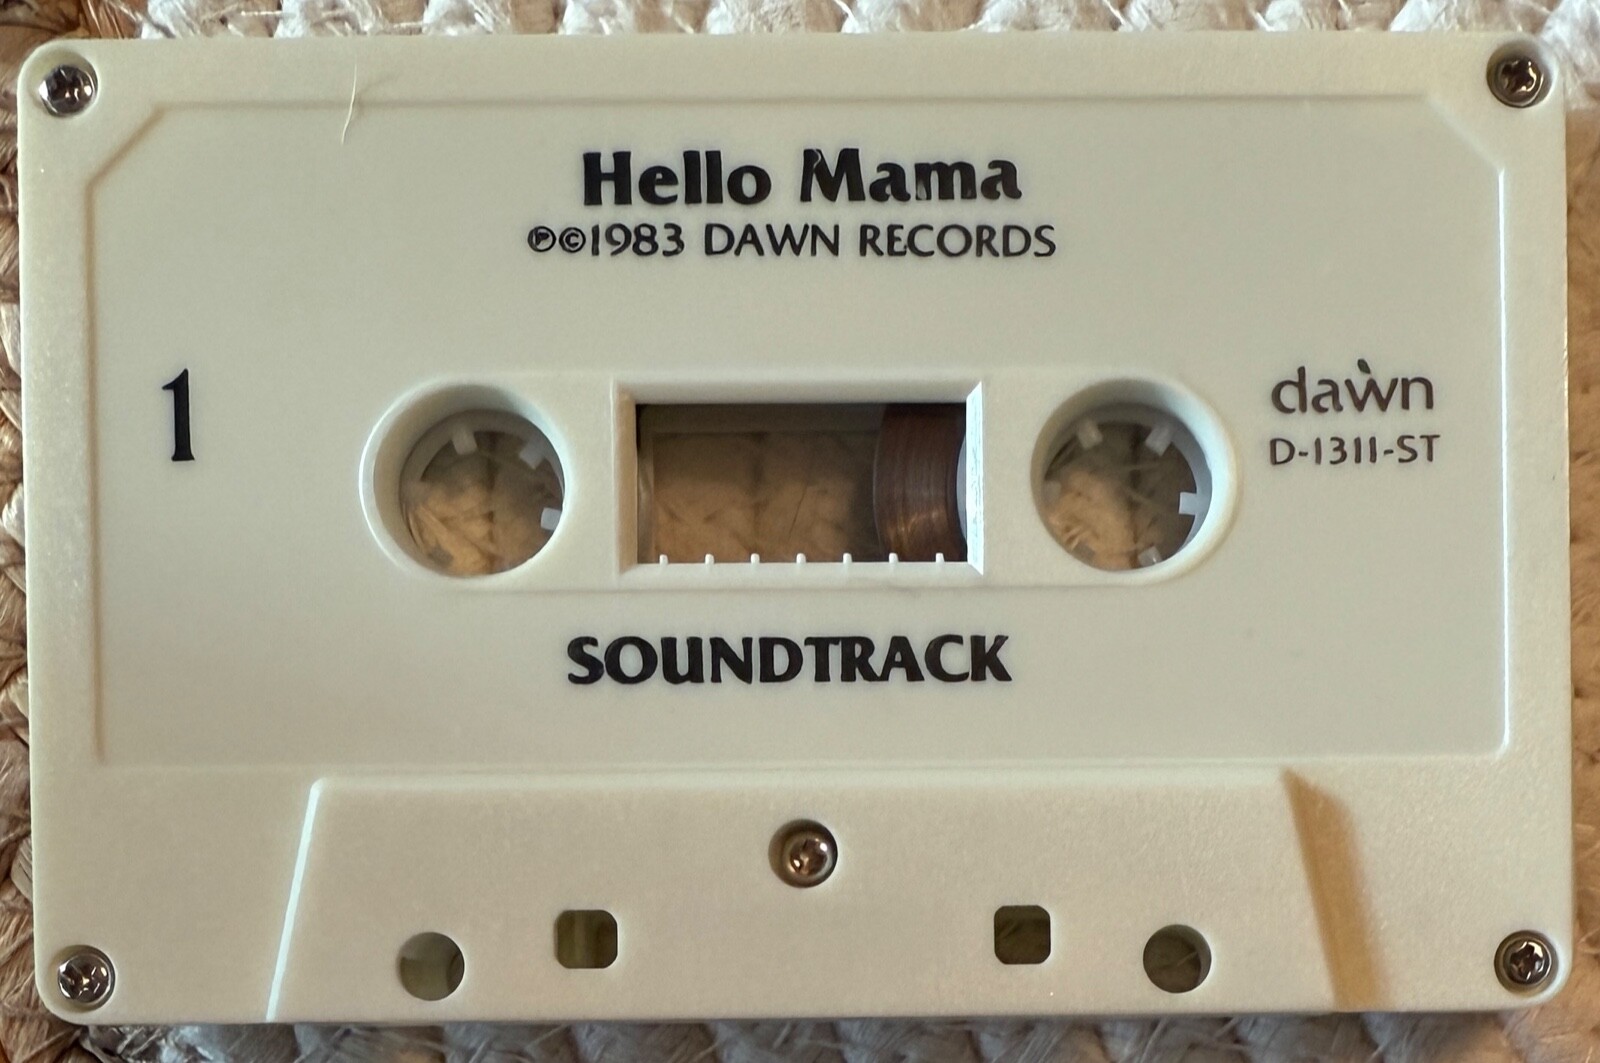 Hello Mama
℗©1983 DAWN RECORDS
1
dawn
D-1311-ST
SOUNDTRACK